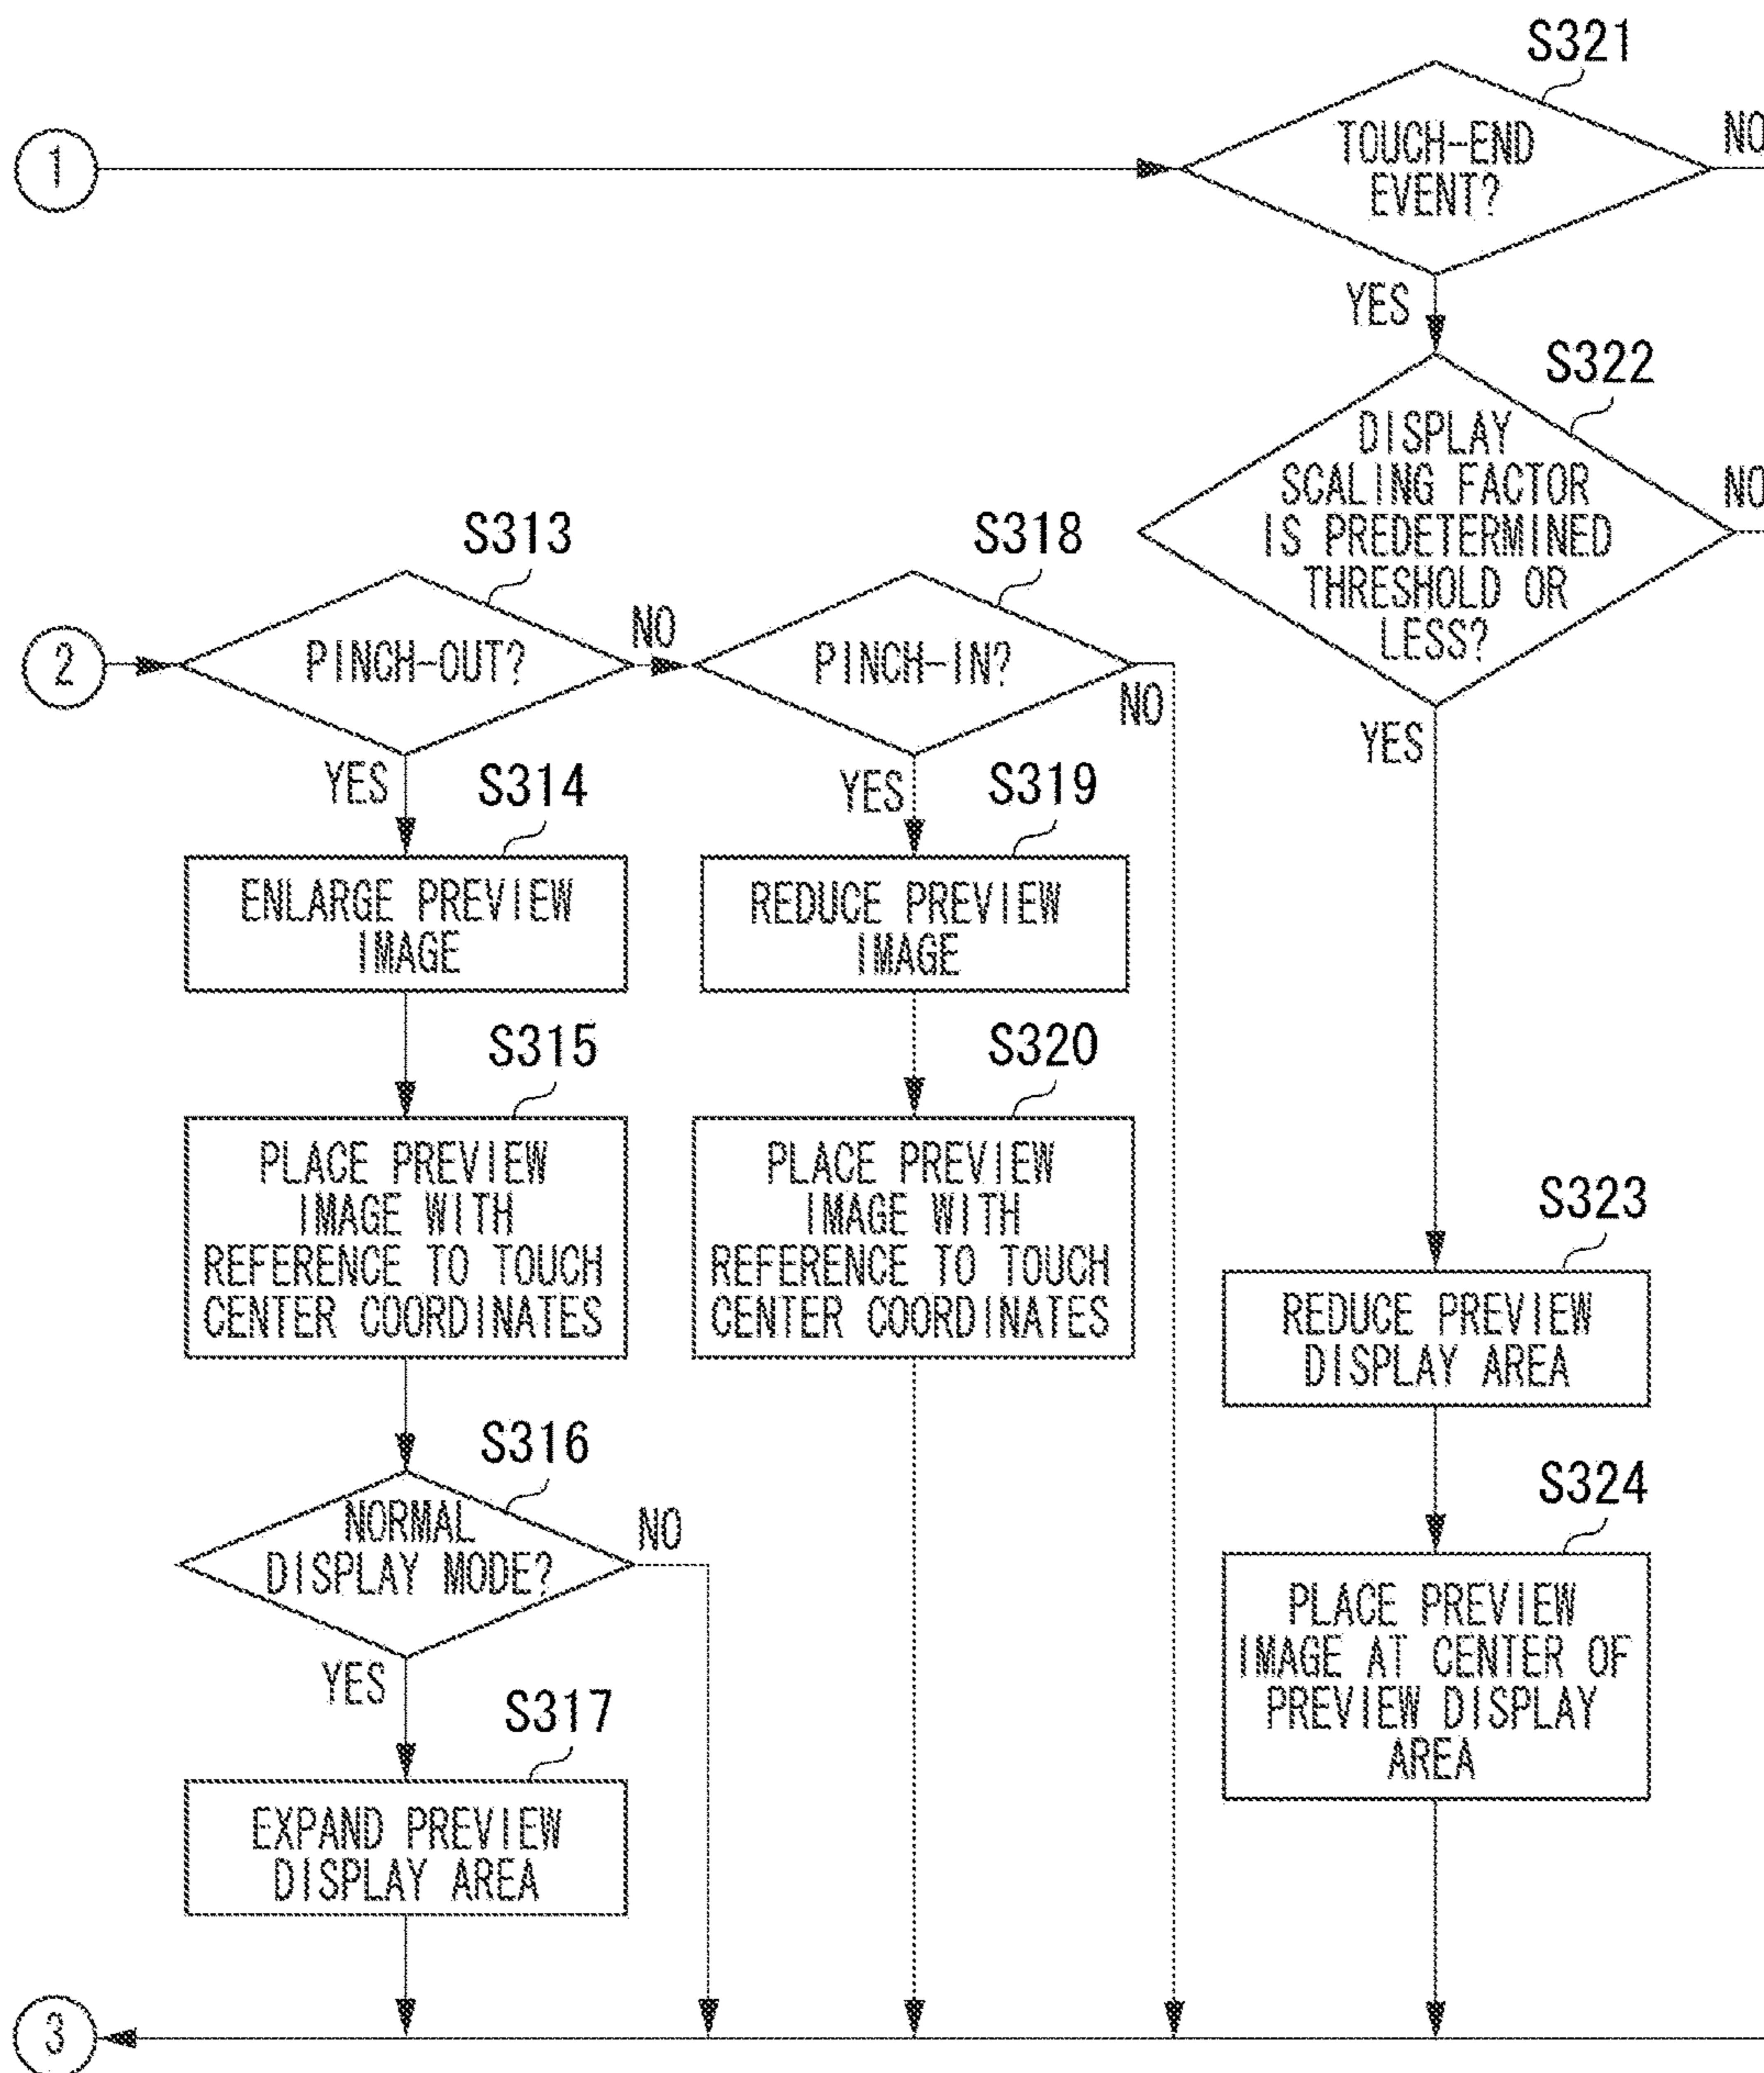 S321
1
TOUCH-END
EVENT?
NO
YES
S322
DISPLAY
SCALING FACTOR
IS PREDETERMINED
THRESHOLD OR
LESS?
NO
YES
S313
S318
2
PINCH-OUT?
NO
PINCH-IN?
NO
YES
S314
YES
S319
ENLARGE PREVIEW
IMAGE
REDUCE PREVIEW
IMAGE
S315
S320
PLACE PREVIEW
IMAGE WITH
REFERENCE TO TOUCH
CENTER COORDINATES
PLACE PREVIEW
IMAGE WITH
REFERENCE TO TOUCH
CENTER COORDINATES
S323
REDUCE PREVIEW
DISPLAY AREA
S316
NORMAL
DISPLAY MODE?
NO
YES
S324
PLACE PREVIEW
IMAGE AT CENTER OF
PREVIEW DISPLAY
AREA
S317
EXPAND PREVIEW
DISPLAY AREA
3